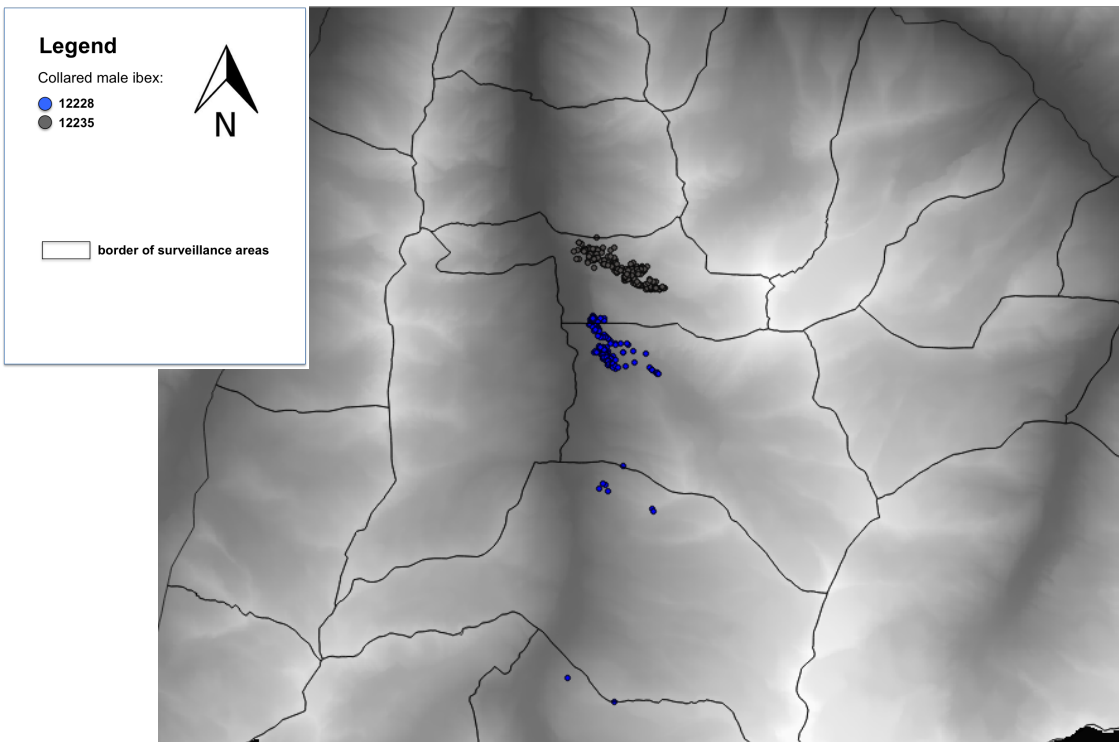 Legend
Collared male ibex:
12228
12235
N
border of surveillance areas